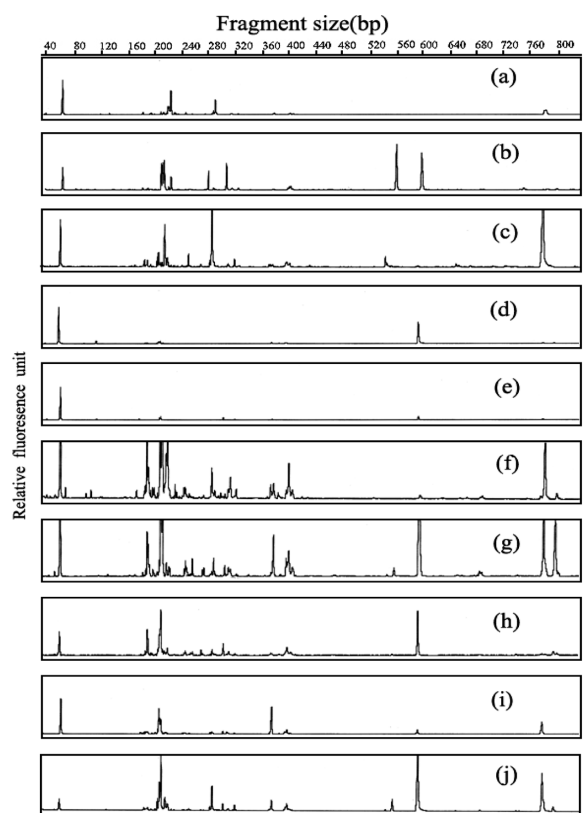 Fragment size(bp)
40 80 120 160 200 240 280 320 360 400 440 480 520 560 600 640 680 720 760 800
(a)
(b)
(c)
(d)
(e)
Relative fluoresence unit
(f)
(g)
(h)
(i)
(j)